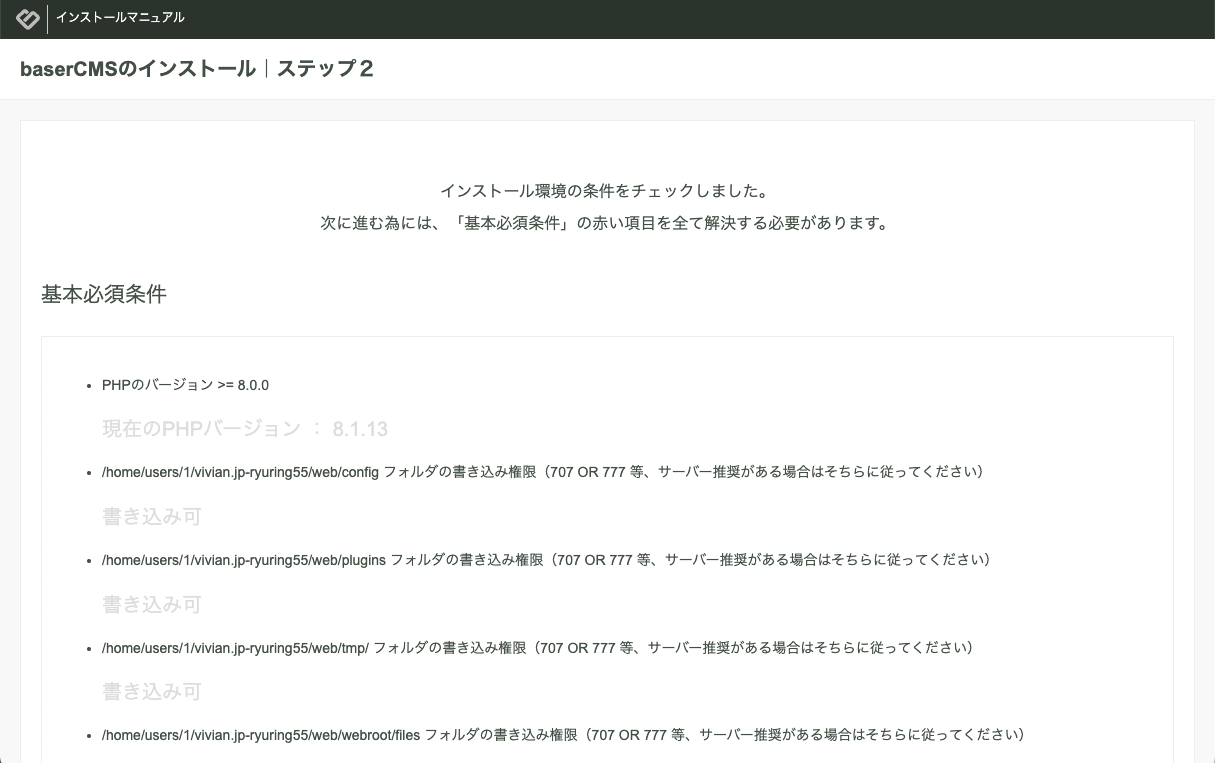 インストールマニュアル
baserCMSのインストール｜ステップ２
インストール環境の条件をチェックしました。
次に進む為には、「基本必須条件」の赤い項目を全て解決する必要があります。
基本必須条件
• PHPのバージョン >= 8.0.0
現在のPHPバージョン ： 8.1.13
• /home/users/1/vivian.jp-ryuring55/web/config フォルダの書き込み権限（707 OR 777 等、サーバー推奨がある場合はそちらに従ってください）
書き込み可
• /home/users/1/vivian.jp-ryuring55/web/plugins フォルダの書き込み権限（707 OR 777 等、サーバー推奨がある場合はそちらに従ってください）
書き込み可
• /home/users/1/vivian.jp-ryuring55/web/tmp/ フォルダの書き込み権限（707 OR 777 等、サーバー推奨がある場合はそちらに従ってください）
書き込み可
• /home/users/1/vivian.jp-ryuring55/web/webroot/files フォルダの書き込み権限（707 OR 777 等、サーバー推奨がある場合はそちらに従ってください）